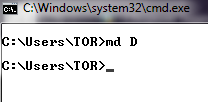 C:\Windows\system32\cmd.exe
C:\Users\TOR>md D
C:\Users\TOR>_